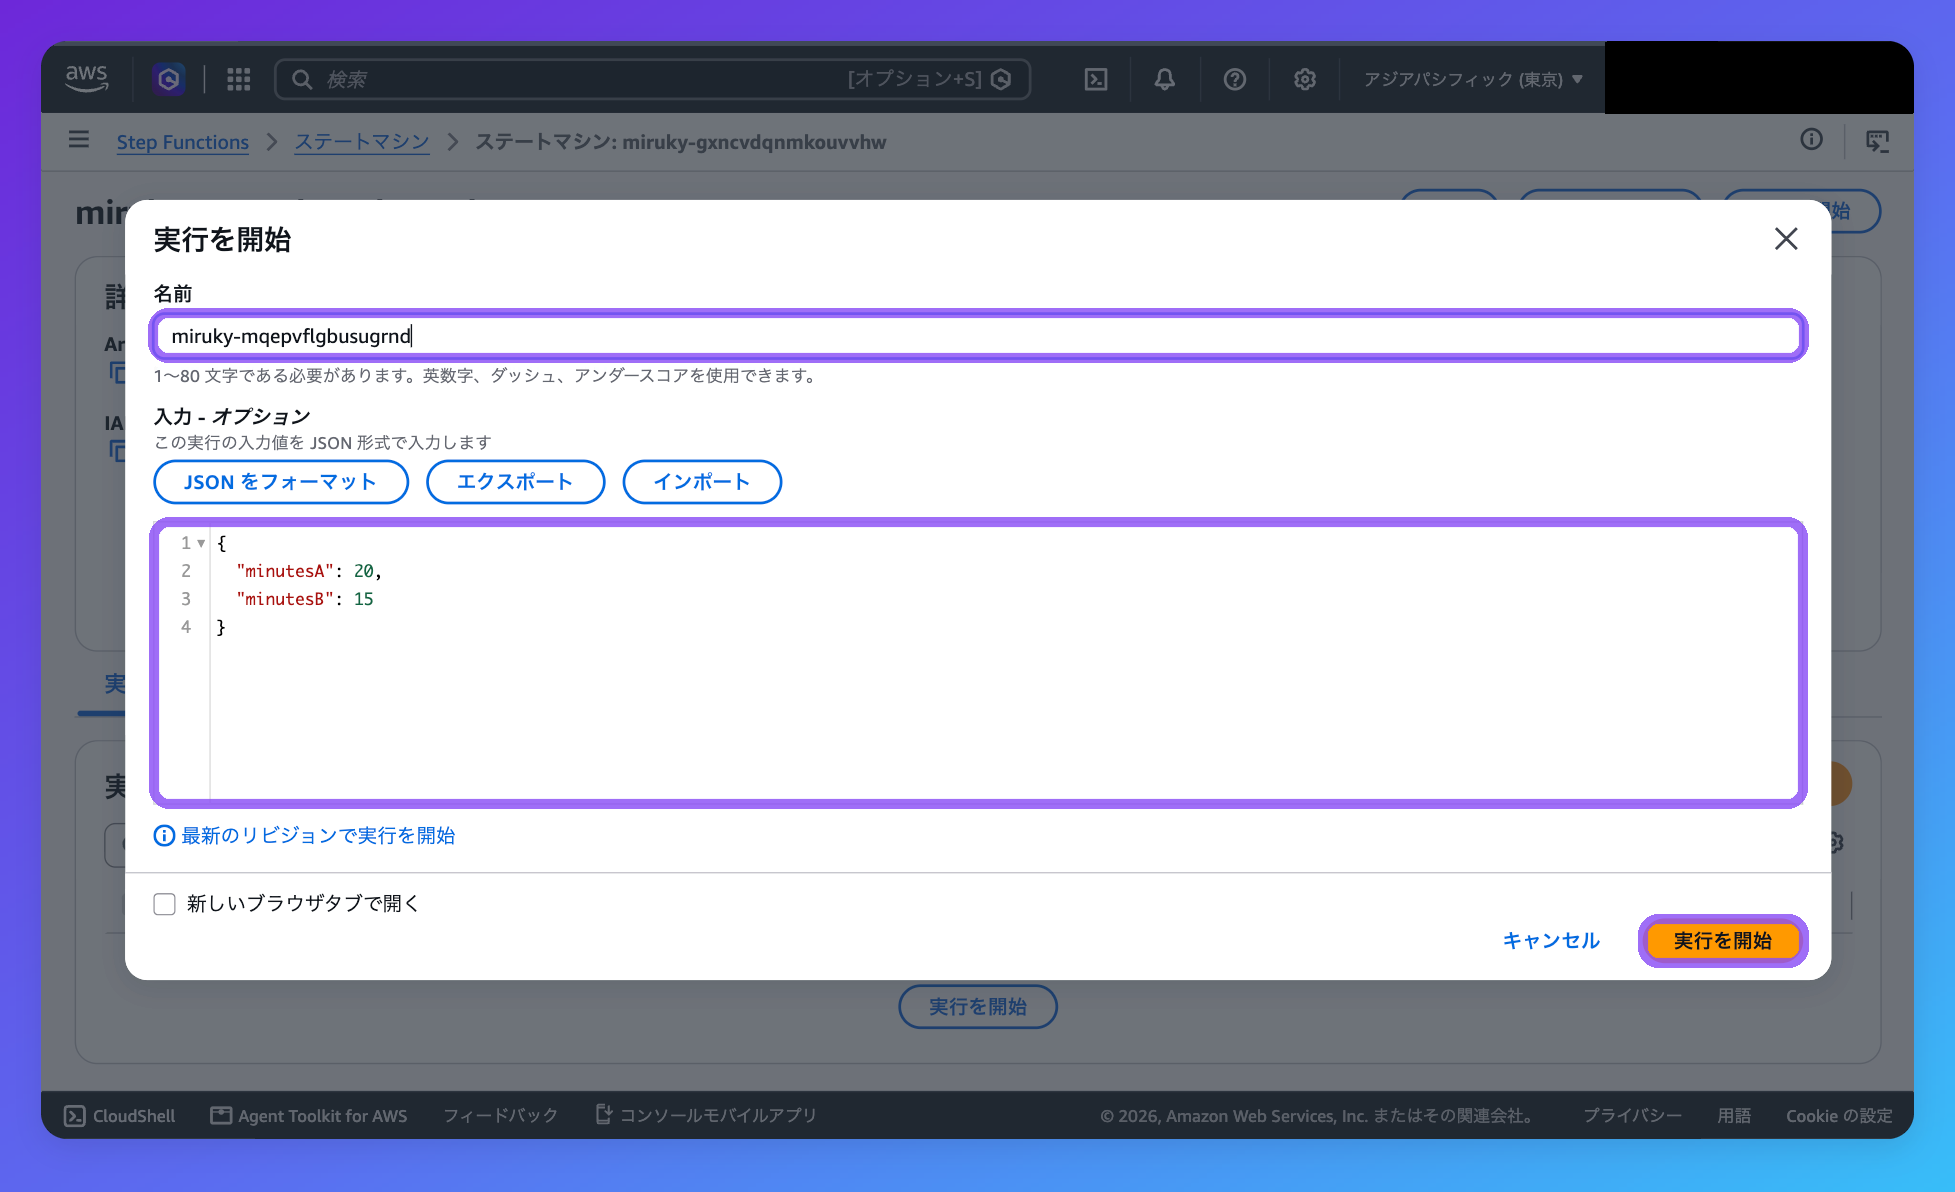 aws
検索
[オプション+S]
アジアパシフィック (東京) ▼
Step Functions > ステートマシン > ステートマシン: miruky-gxncvdqnmkouvvhw
実行を開始
名前
miruky-mqepvflgbusugrnd
1～80 文字である必要があります。英数字、ダッシュ、アンダースコアを使用できます。
入力 - オプション
この実行の入力値を JSON 形式で入力します
JSON をフォーマット
エクスポート
インポート
1 {
2 "minutesA": 20,
3 "minutesB": 15
4 }
最新のリビジョンで実行を開始
新しいブラウザタブで開く
キャンセル
実行を開始
実行を開始
CloudShell
Agent Toolkit for AWS
フィードバック
コンソールモバイルアプリ
© 2026, Amazon Web Services, Inc. またはその関連会社。
プライバシー
用語
Cookie の設定